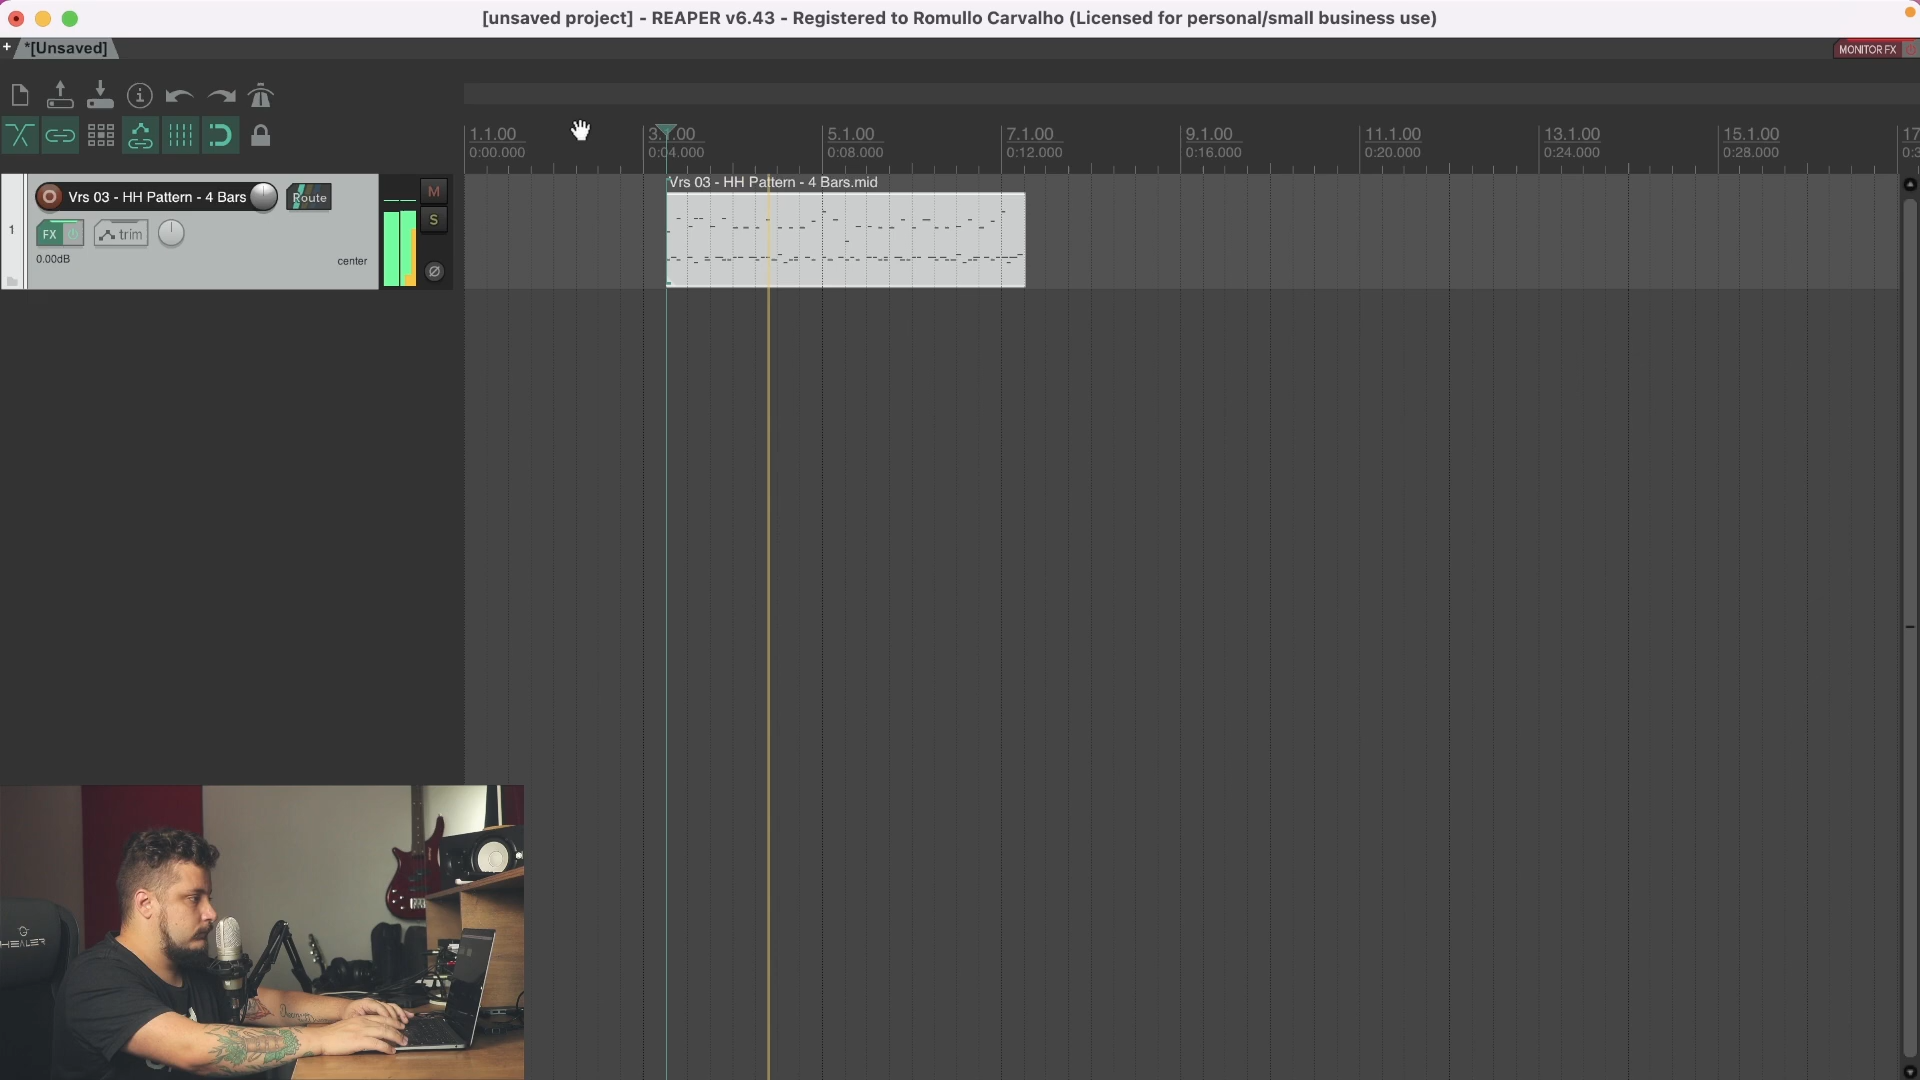 [unsaved project] - REAPER v6.43 - Registered to Romullo Carvalho (Licensed for personal/small business use)
+ *[Unsaved]
MONITOR FX
1.1.00 3.1.00 5.1.00 7.1.00 9.1.00 11.1.00 13.1.00 15.1.00 17
0:00.000 0:04.000 0:08.000 0:12.000 0:16.000 0:20.000 0:24.000 0:28.000
Vrs 03 - HH Pattern - 4 Bars.mid
Vrs 03 - HH Pattern - 4 Bars
Route
M
S
1
FX
trim
0.00dB
center
HEALER